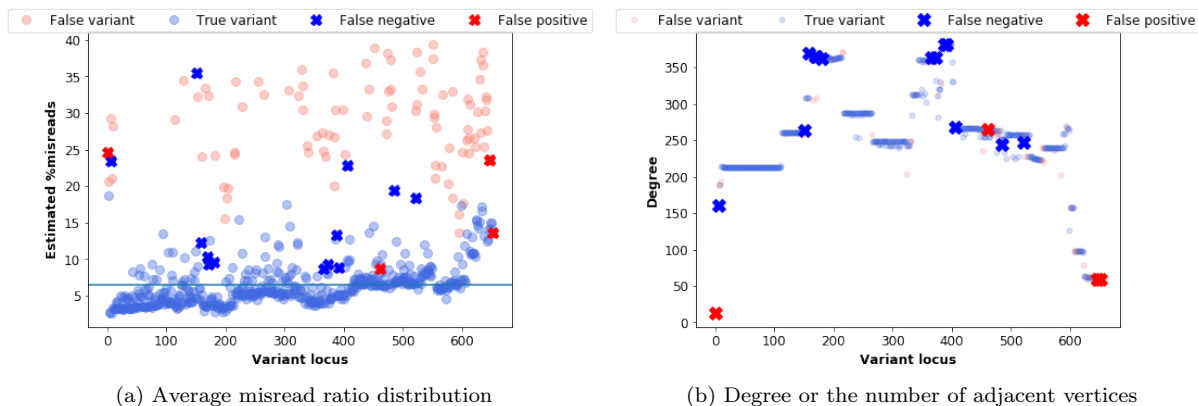 False variant True variant False negative False positive
40
35
30
25
20
15
10
5
Estimated %misreads
0 100 200 300 400 500 600
Variant locus
(a) Average misread ratio distribution
False variant True variant False negative False positive
350
300
250
200
150
100
50
0
Degree
0 100 200 300 400 500 600
Variant locus
(b) Degree or the number of adjacent vertices